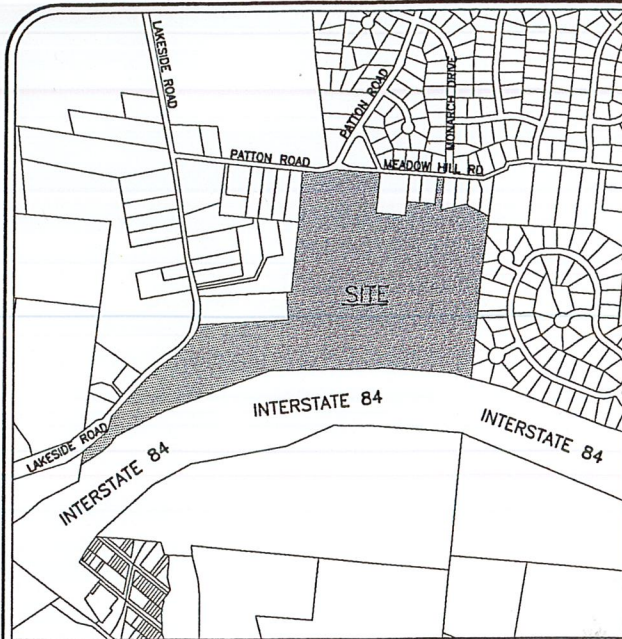 LAKESIDE ROAD
PATTON ROAD
MONARCH DRIVE
PATTON ROAD
MEADOW HILL RD
SITE
INTERSTATE 84
INTERSTATE 84
LAKESIDE ROAD
INTERSTATE 84